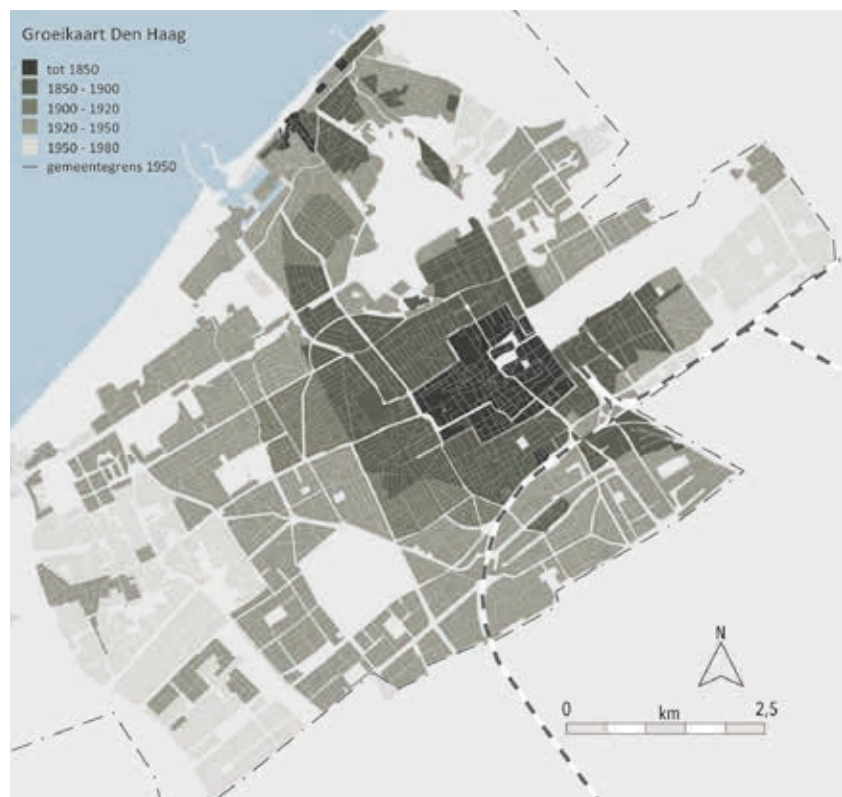 Groeikaart Den Haag
tot 1850
1850 - 1900
1900 - 1920
1920 - 1950
1950 - 1980
gemeentegrens 1950
N
0 km 2,5